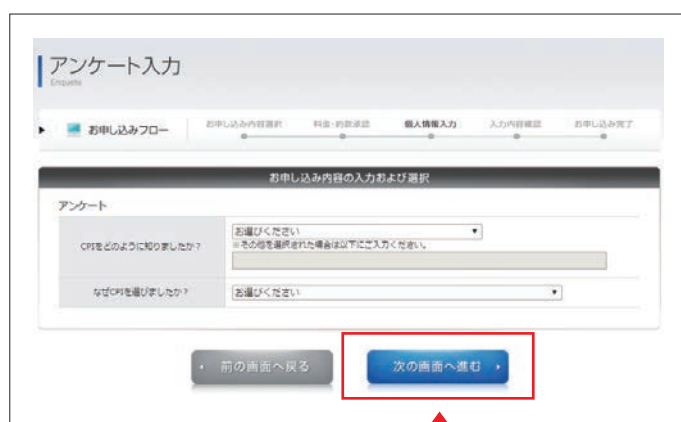 アンケート入力
Enquete
お申し込みフロー
お申し込み内容選択
料金・約款承認
個人情報入力
入力内容確認
お申し込み完了
お申し込み内容の入力および選択
アンケート
CPIをどのように知りましたか?
お選びください
※その他を選択された場合は以下にご入力ください。
なぜCPIを選びましたか?
お選びください
前の画面へ戻る
次の画面へ進む